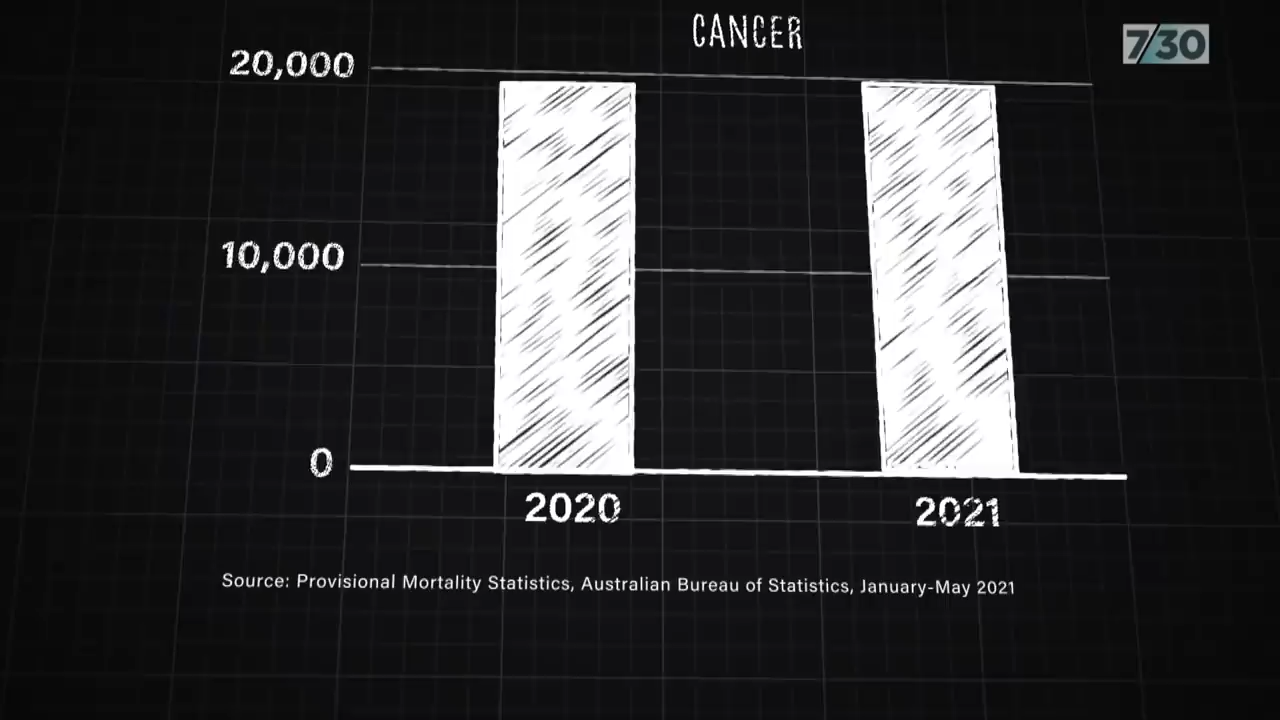 CANCER
7/30
20,000
10,000
0
2020 2021
Source: Provisional Mortality Statistics, Australian Bureau of Statistics, January-May 2021